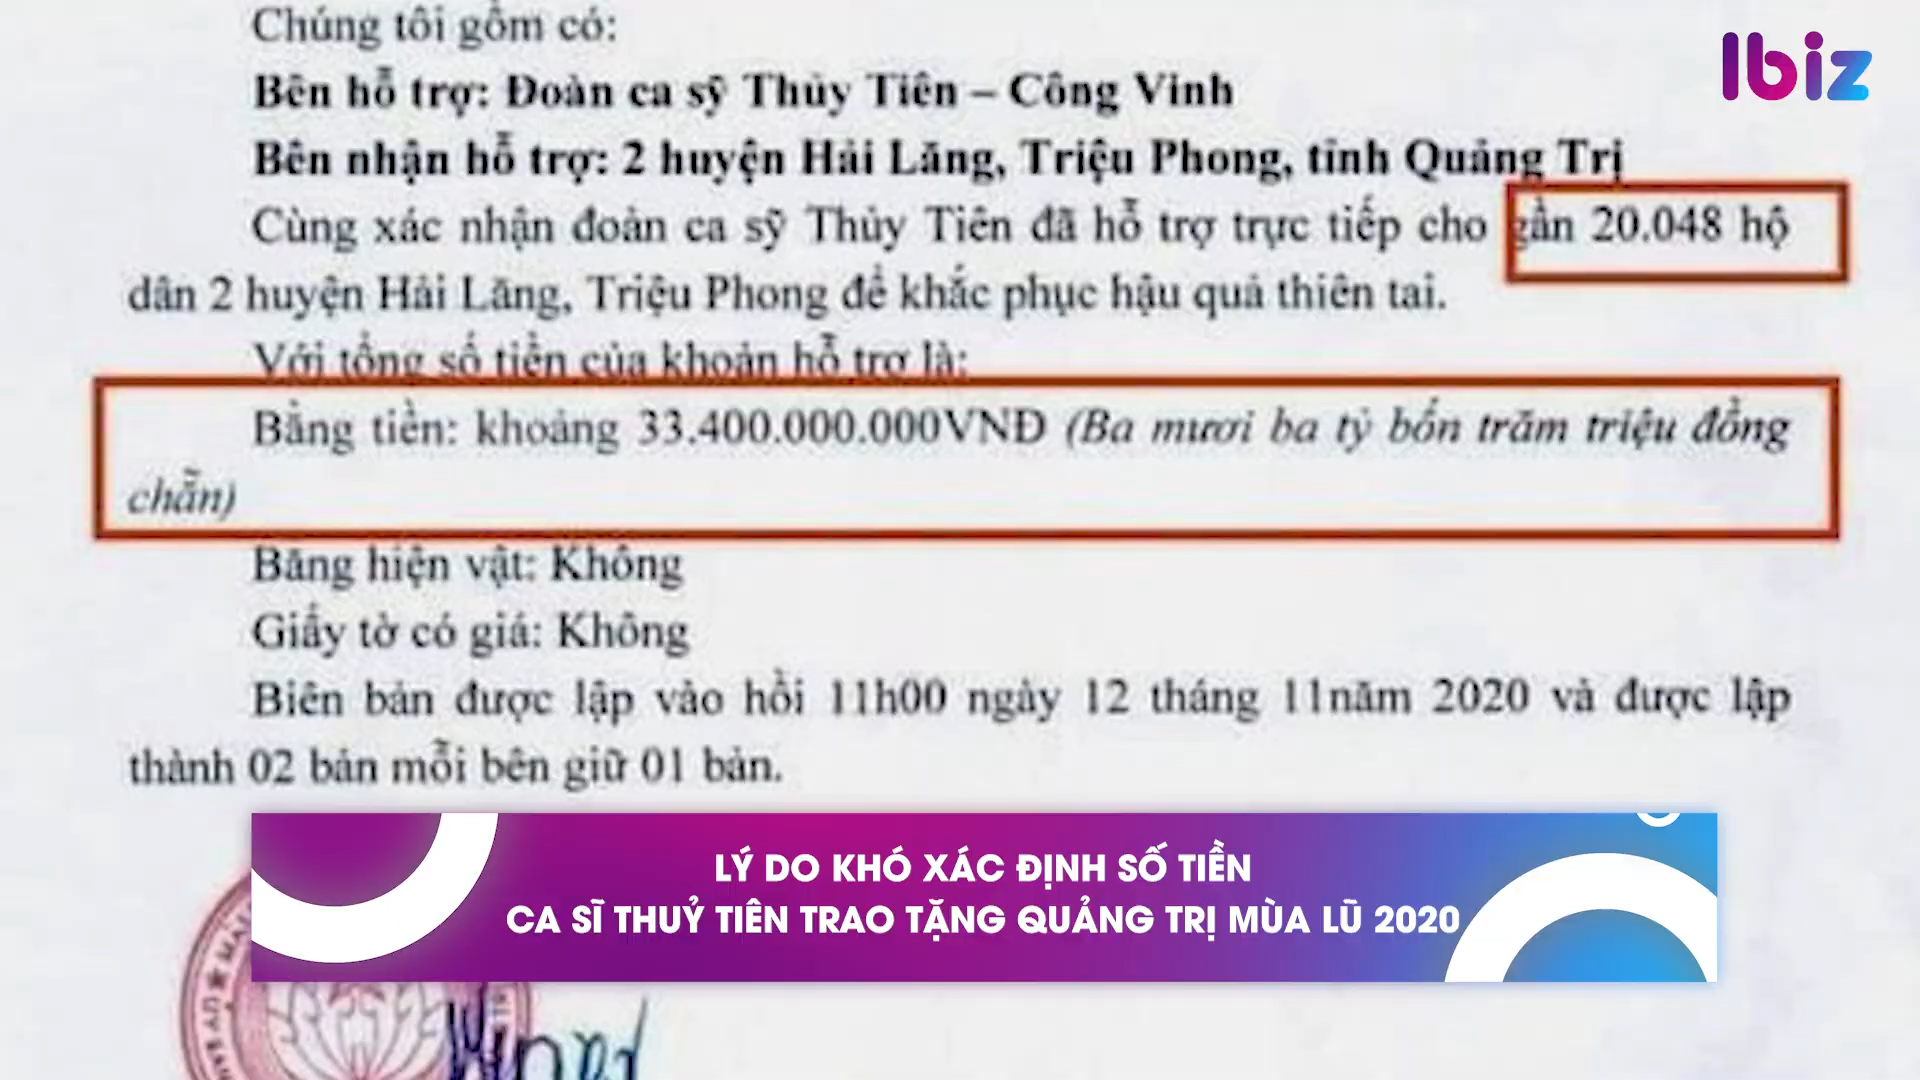 Chúng tôi gồm có:
Ibiz
Bên hỗ trợ: Đoàn ca sỹ Thủy Tiên – Công Vinh
Bên nhận hỗ trợ: 2 huyện Hải Lăng, Triệu Phong, tỉnh Quảng Trị
Cùng xác nhận đoàn ca sỹ Thủy Tiên đã hỗ trợ trực tiếp cho gần 20.048 hộ
dân 2 huyện Hải Lăng, Triệu Phong để khắc phục hậu quả thiên tai.
Với tổng số tiền của khoản hỗ trợ là:
Bằng tiền: khoảng 33.400.000.000VNĐ (Ba mươi ba tỷ bốn trăm triệu đồng
chẵn)
Bằng hiện vật: Không
Giấy tờ có giá: Không
Biên bản được lập vào hồi 11h00 ngày 12 tháng 11năm 2020 và được lập
thành 02 bản mỗi bên giữ 01 bản.
LÝ DO KHÓ XÁC ĐỊNH SỐ TIỀN
CA SĨ THUỶ TIÊN TRAO TẶNG QUẢNG TRỊ MÙA LŨ 2020